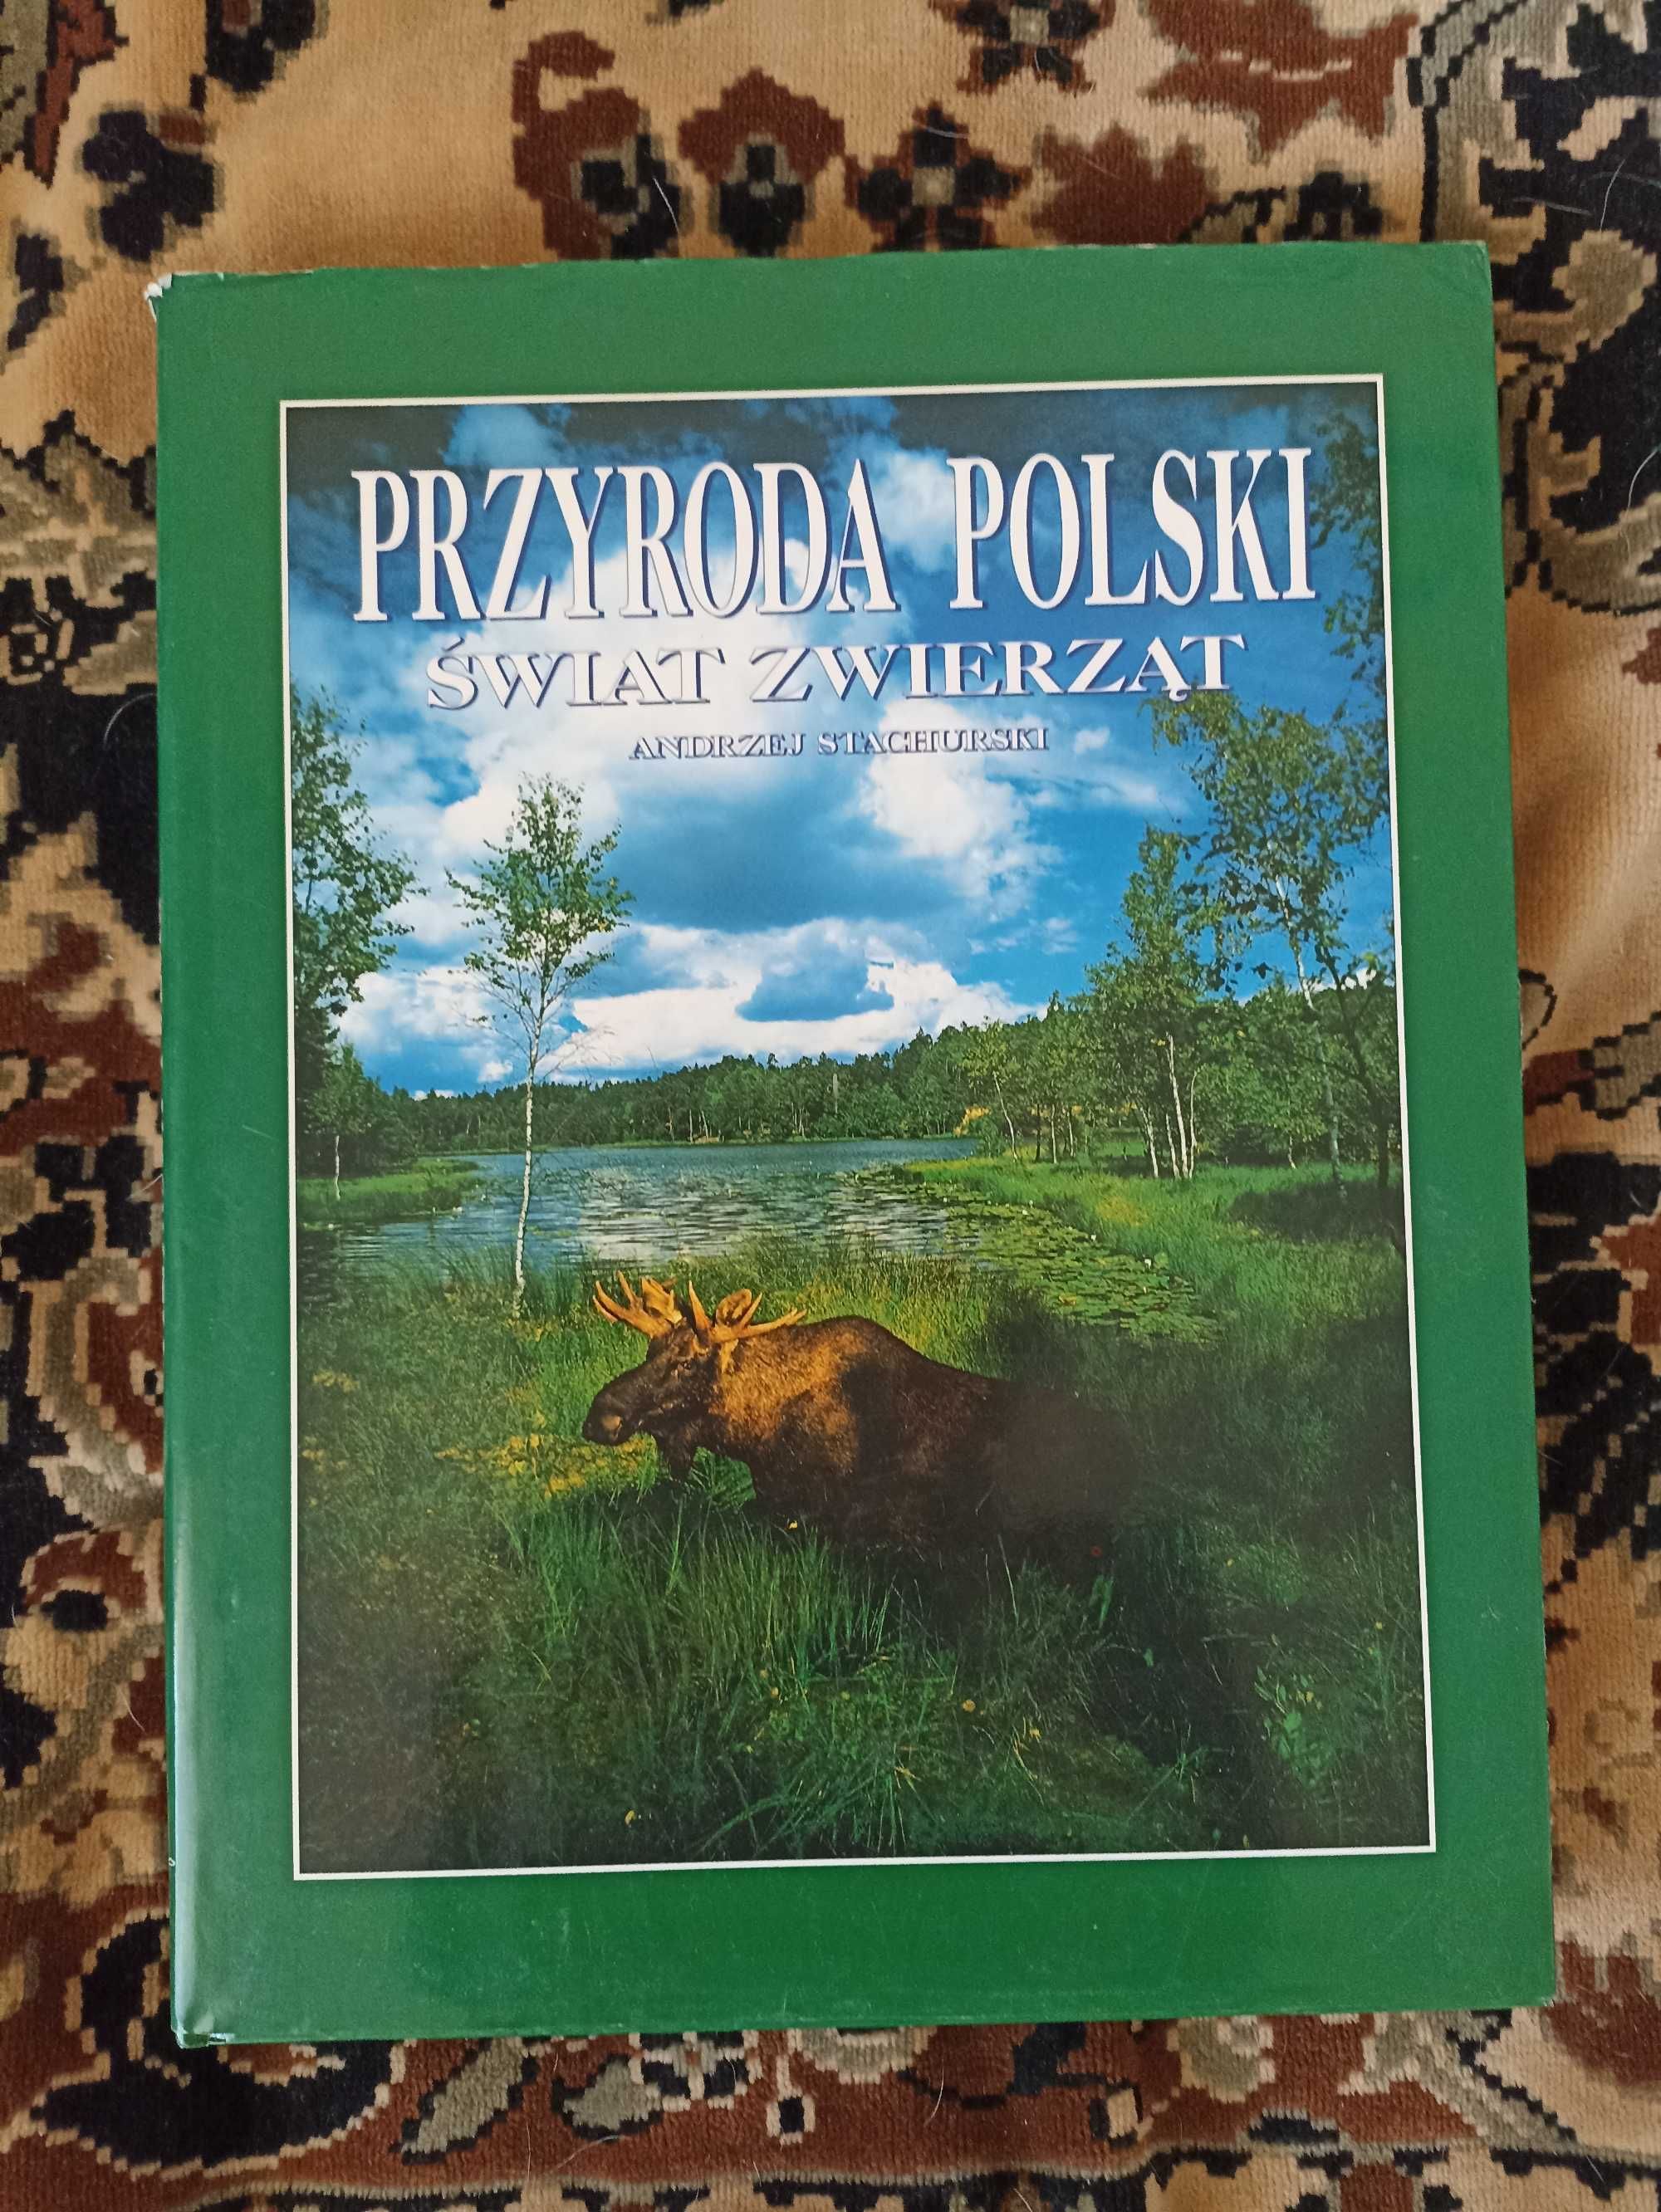 PRZYRODA POLSKI
ŚWIAT ZWIERZĄT
ANDRZEJ STACHURSKI